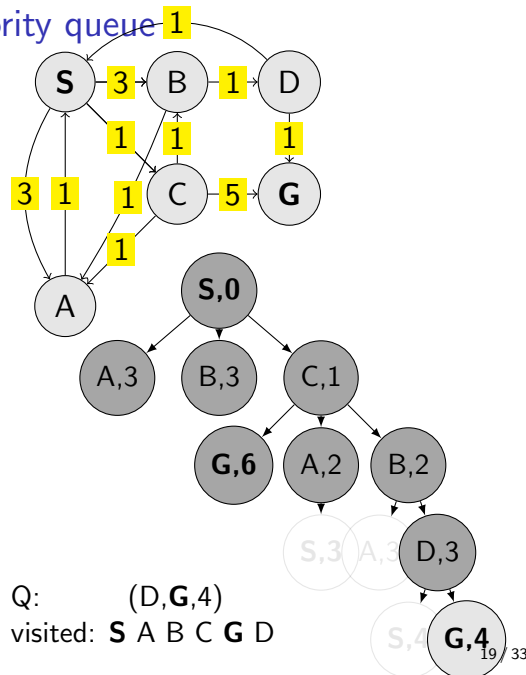 ority queue
1
S 3 B 1 D
1 1 1
3 1 1 C 5 G
1
A
S,0
A,3 B,3 C,1
G,6 A,2 B,2
S,3 A,3 D,3
Q: (D,G,4)
visited: S A B C G D
S,4 G,4
19 / 33